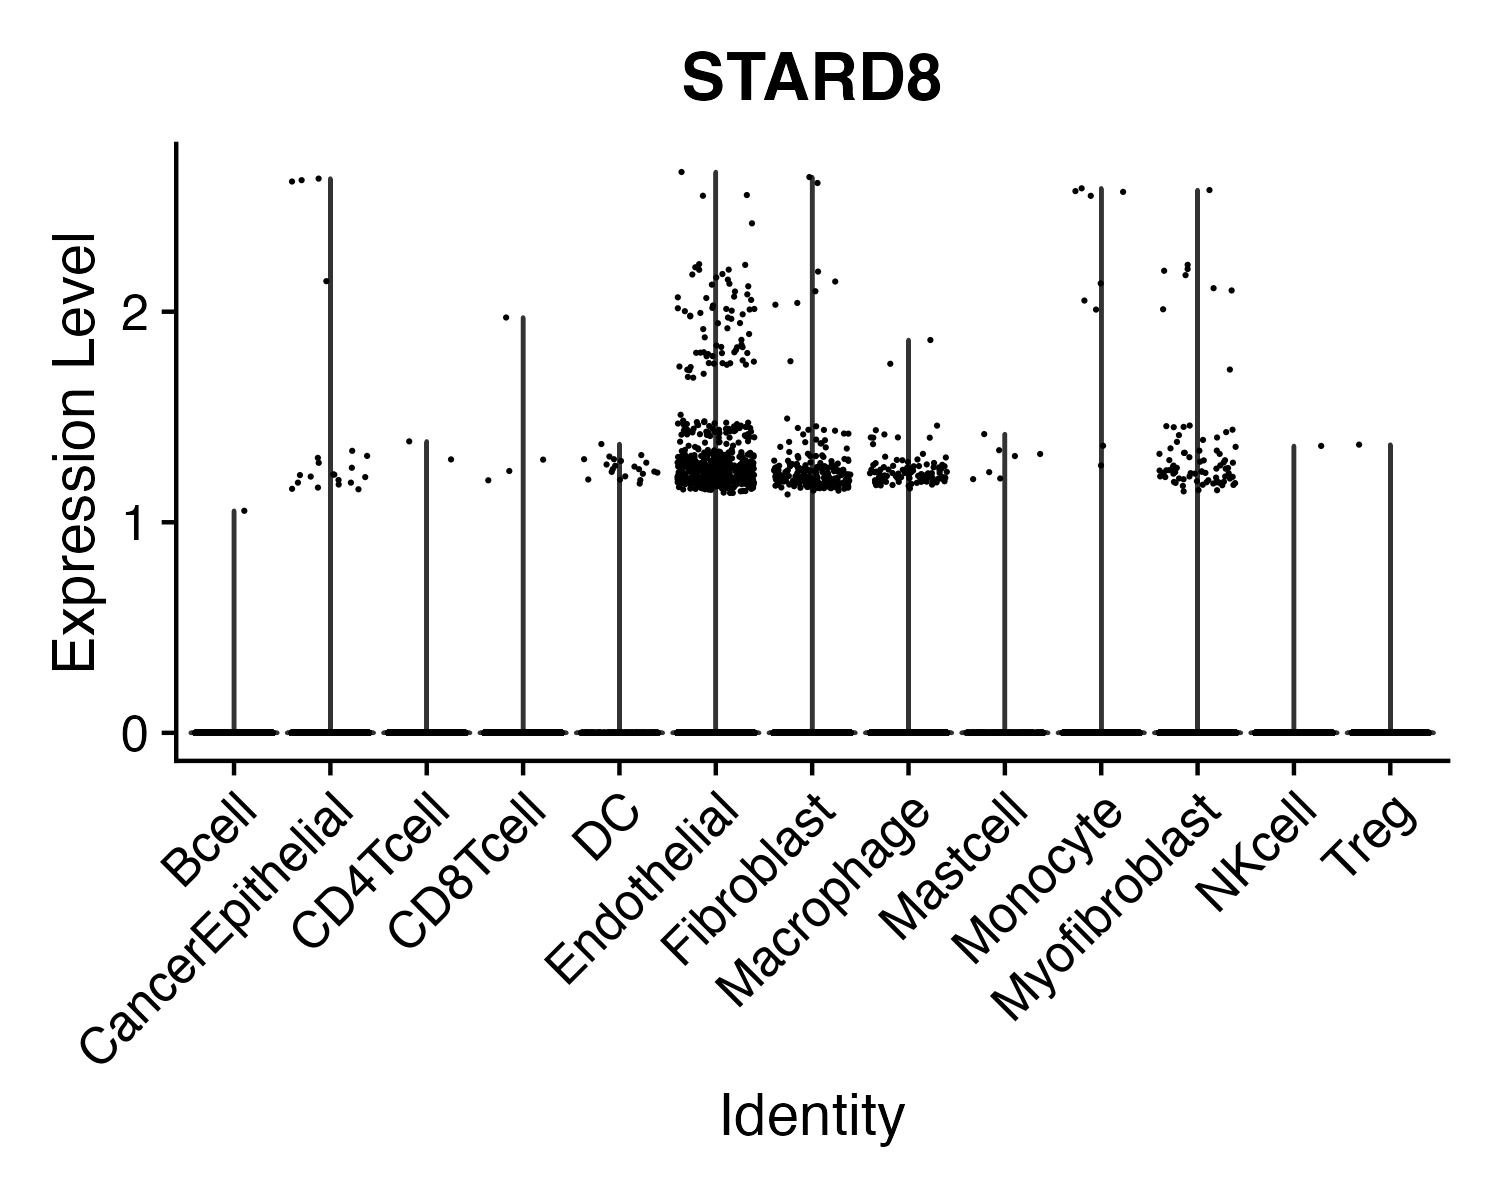 STARD8
Expression Level
2
1
0
Bcell
CancerEpithelial
CD4Tcell
CD8Tcell
DC
Endothelial
Fibroblast
Macrophage
Mastcell
Monocyte
Myofibroblast
NKcell
Treg
Identity